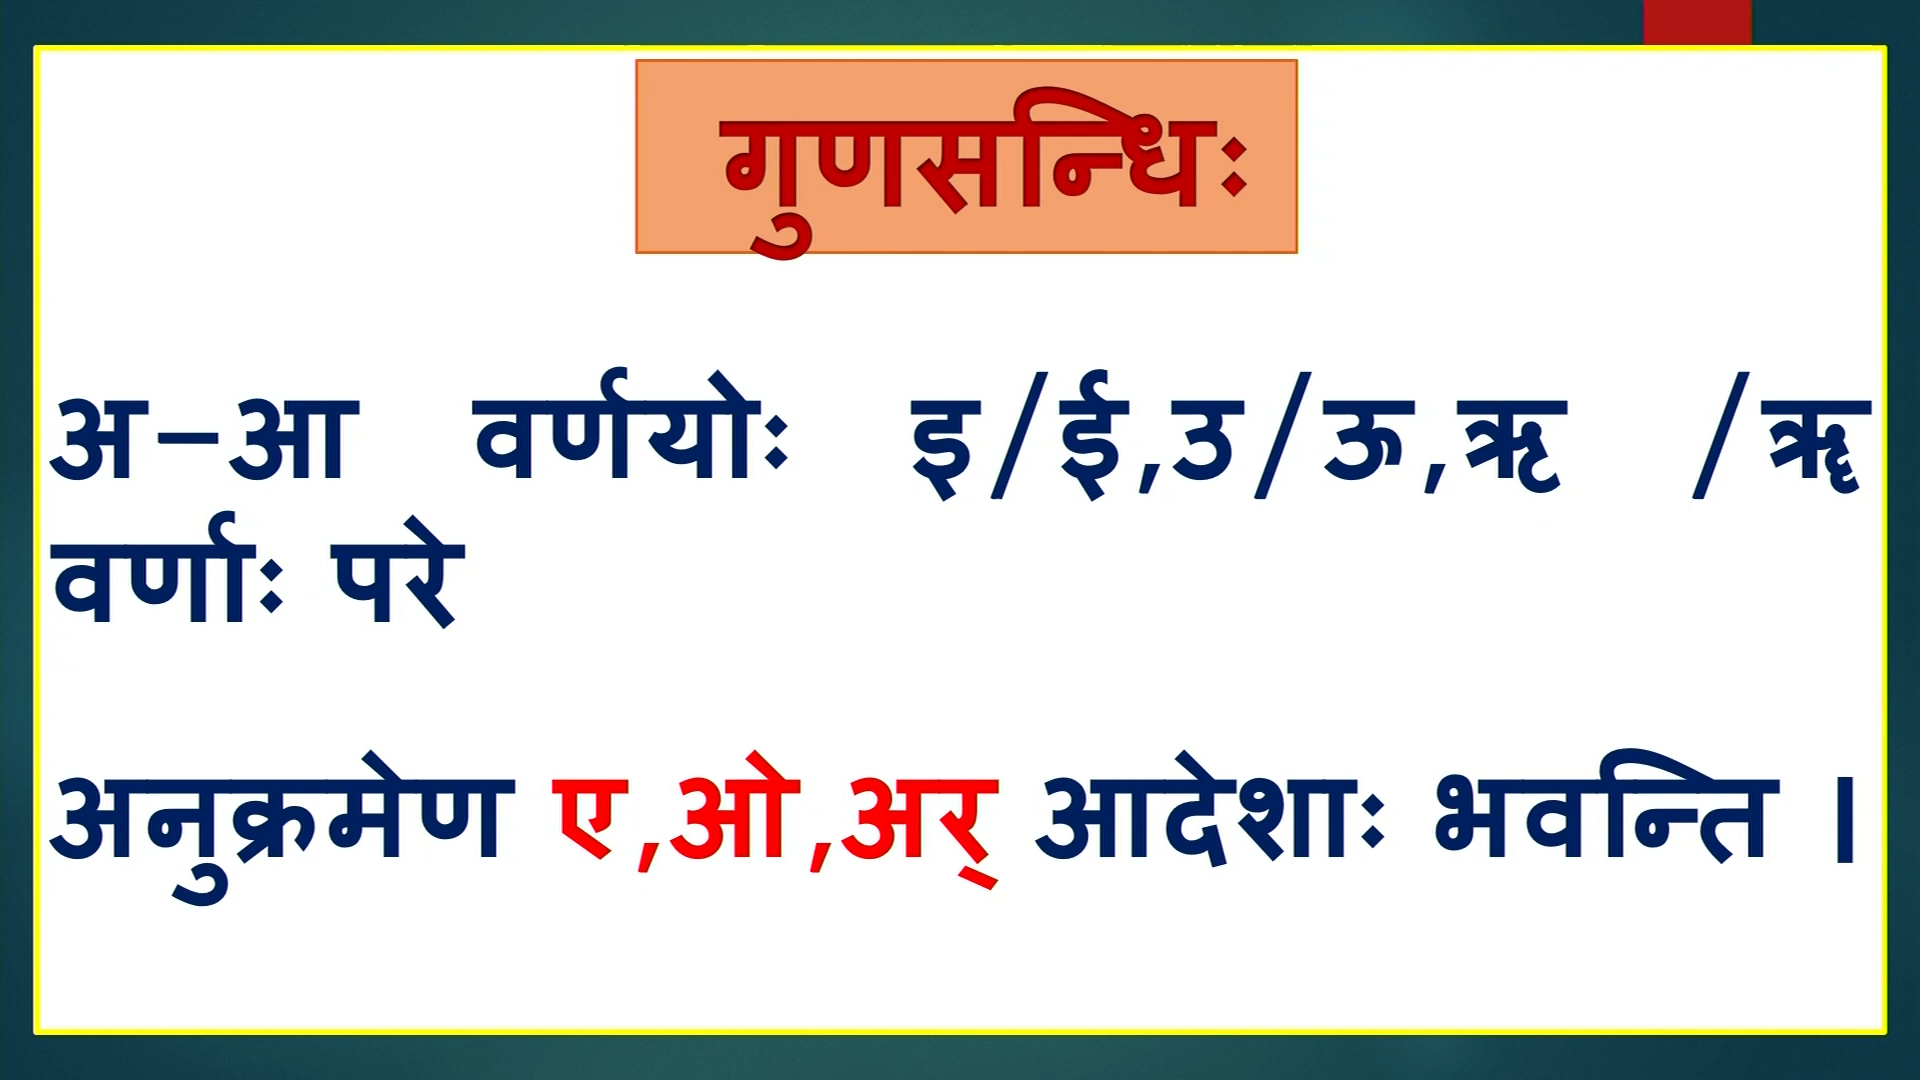 गुणसन्धिः
अ-आ वर्णयोः इ/ई,उ/ऊ,ऋ /ॠ
वर्णाः परे
अनुक्रमेण ए,ओ,अर् आदेशाः भवन्ति ।